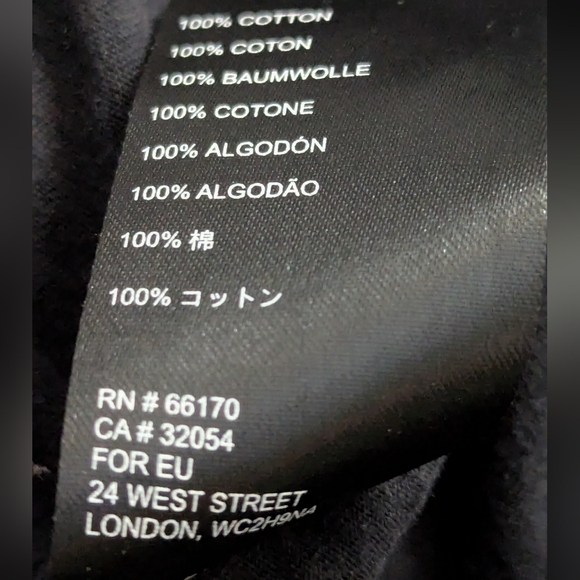 100% COTTON
100% COTON
100% BAUMWOLLE
100% COTONE
100% ALGODÓN
100% ALGODÃO
100% 棉
100% コットン
RN # 66170
CA # 32054
FOR EU
24 WEST STREET
LONDON, WC2H9NA